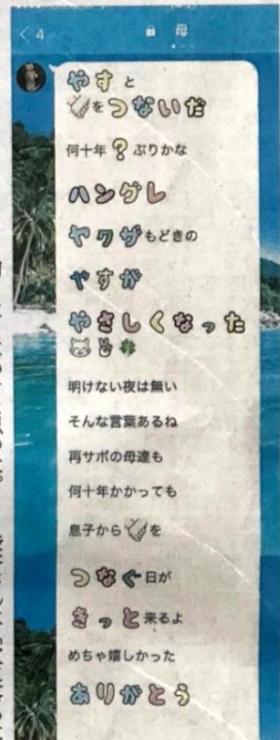 4
母
やすと
🤝をつないだ
何十年❓ぶりかな
ハングレ
ヤクザもどきの
やすが
やさしくなった
🐱✌🍀
明けない夜は無い
そんな言葉あるね
再サポの母達も
何十年かかっても
息子から🤝を
つなぐ日が
きっと来るよ
めちゃ嬉しかった
ありがとう